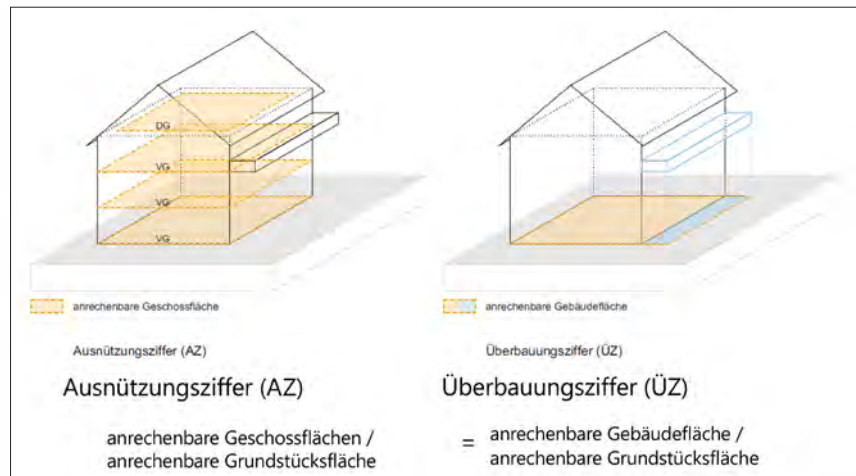 DG
VG
VG
VG
anrechenbare Geschossfläche
Ausnützungsziffer (AZ)
Ausnützungsziffer (AZ)
anrechenbare Geschossflächen /
anrechenbare Grundstücksfläche
anrechenbare Gebäudefläche
Überbauungsziffer (ÜZ)
Überbauungsziffer (ÜZ)
= anrechenbare Gebäudefläche /
anrechenbare Grundstücksfläche